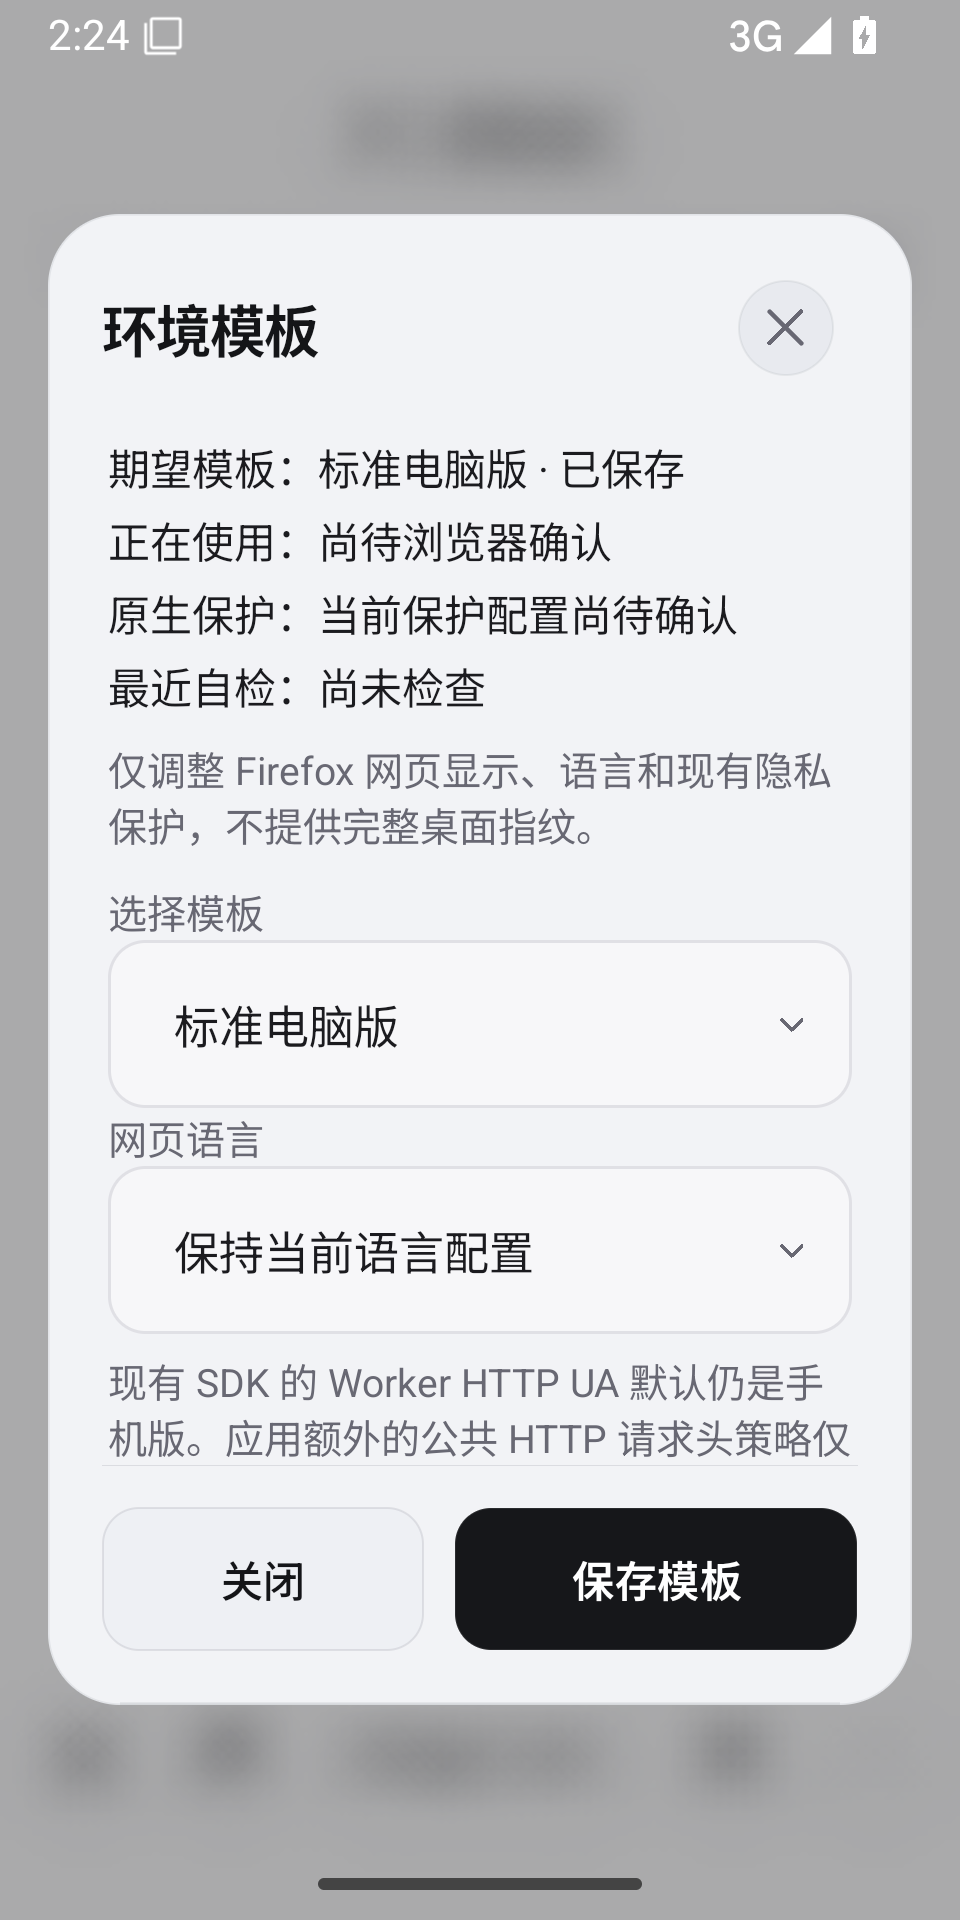 2:24
3G
环境模板
期望模板：标准电脑版 · 已保存
正在使用：尚待浏览器确认
原生保护：当前保护配置尚待确认
最近自检：尚未检查
仅调整 Firefox 网页显示、语言和现有隐私
保护，不提供完整桌面指纹。
选择模板
标准电脑版
网页语言
保持当前语言配置
现有 SDK 的 Worker HTTP UA 默认仍是手
机版。应用额外的公共 HTTP 请求头策略仅
关闭
保存模板